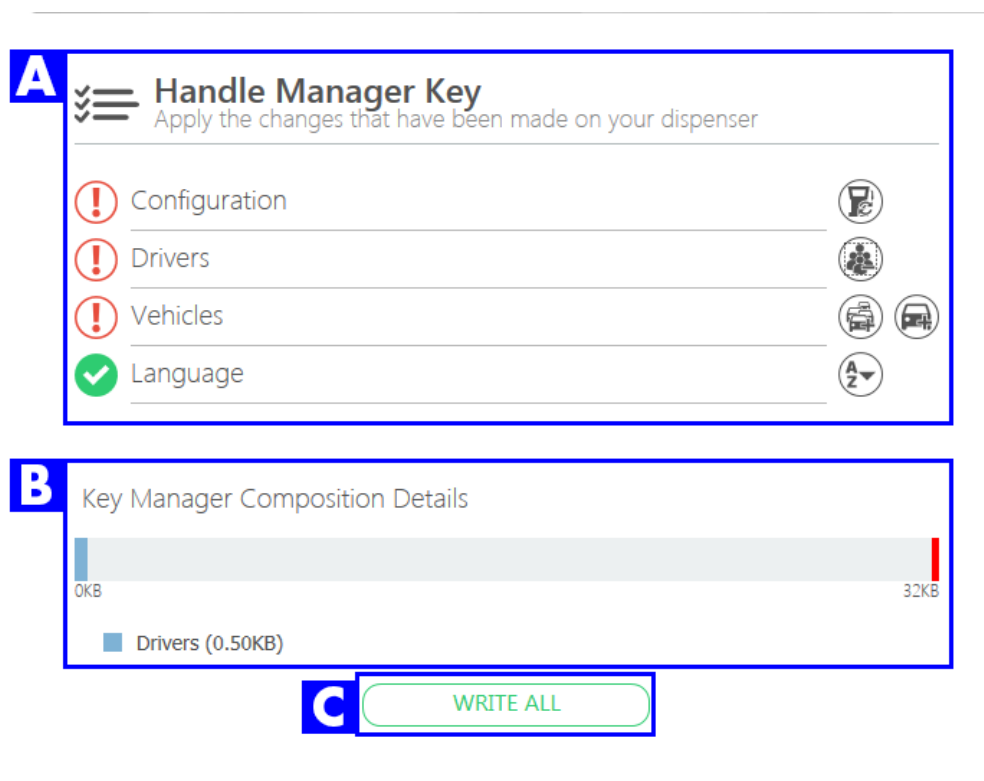 A
Handle Manager Key
Apply the changes that have been made on your dispenser
Configuration
Drivers
Vehicles
Language
A
Z
B
Key Manager Composition Details
0KB
32KB
Drivers (0.50KB)
C
WRITE ALL